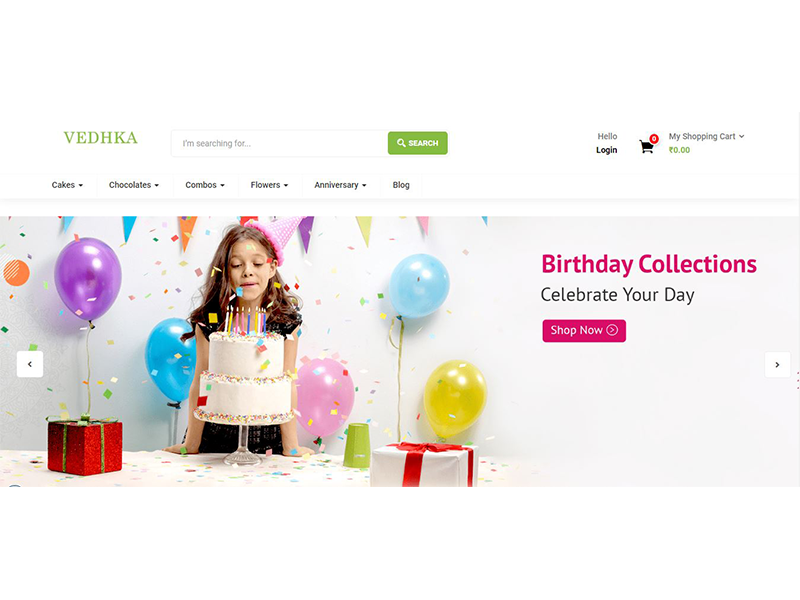 VEDHKA
I'm searching for...
SEARCH
Hello
Login
0
My Shopping Cart
₹0.00
Cakes
Chocolates
Combos
Flowers
Anniversary
Blog
Birthday Collections
Celebrate Your Day
Shop Now